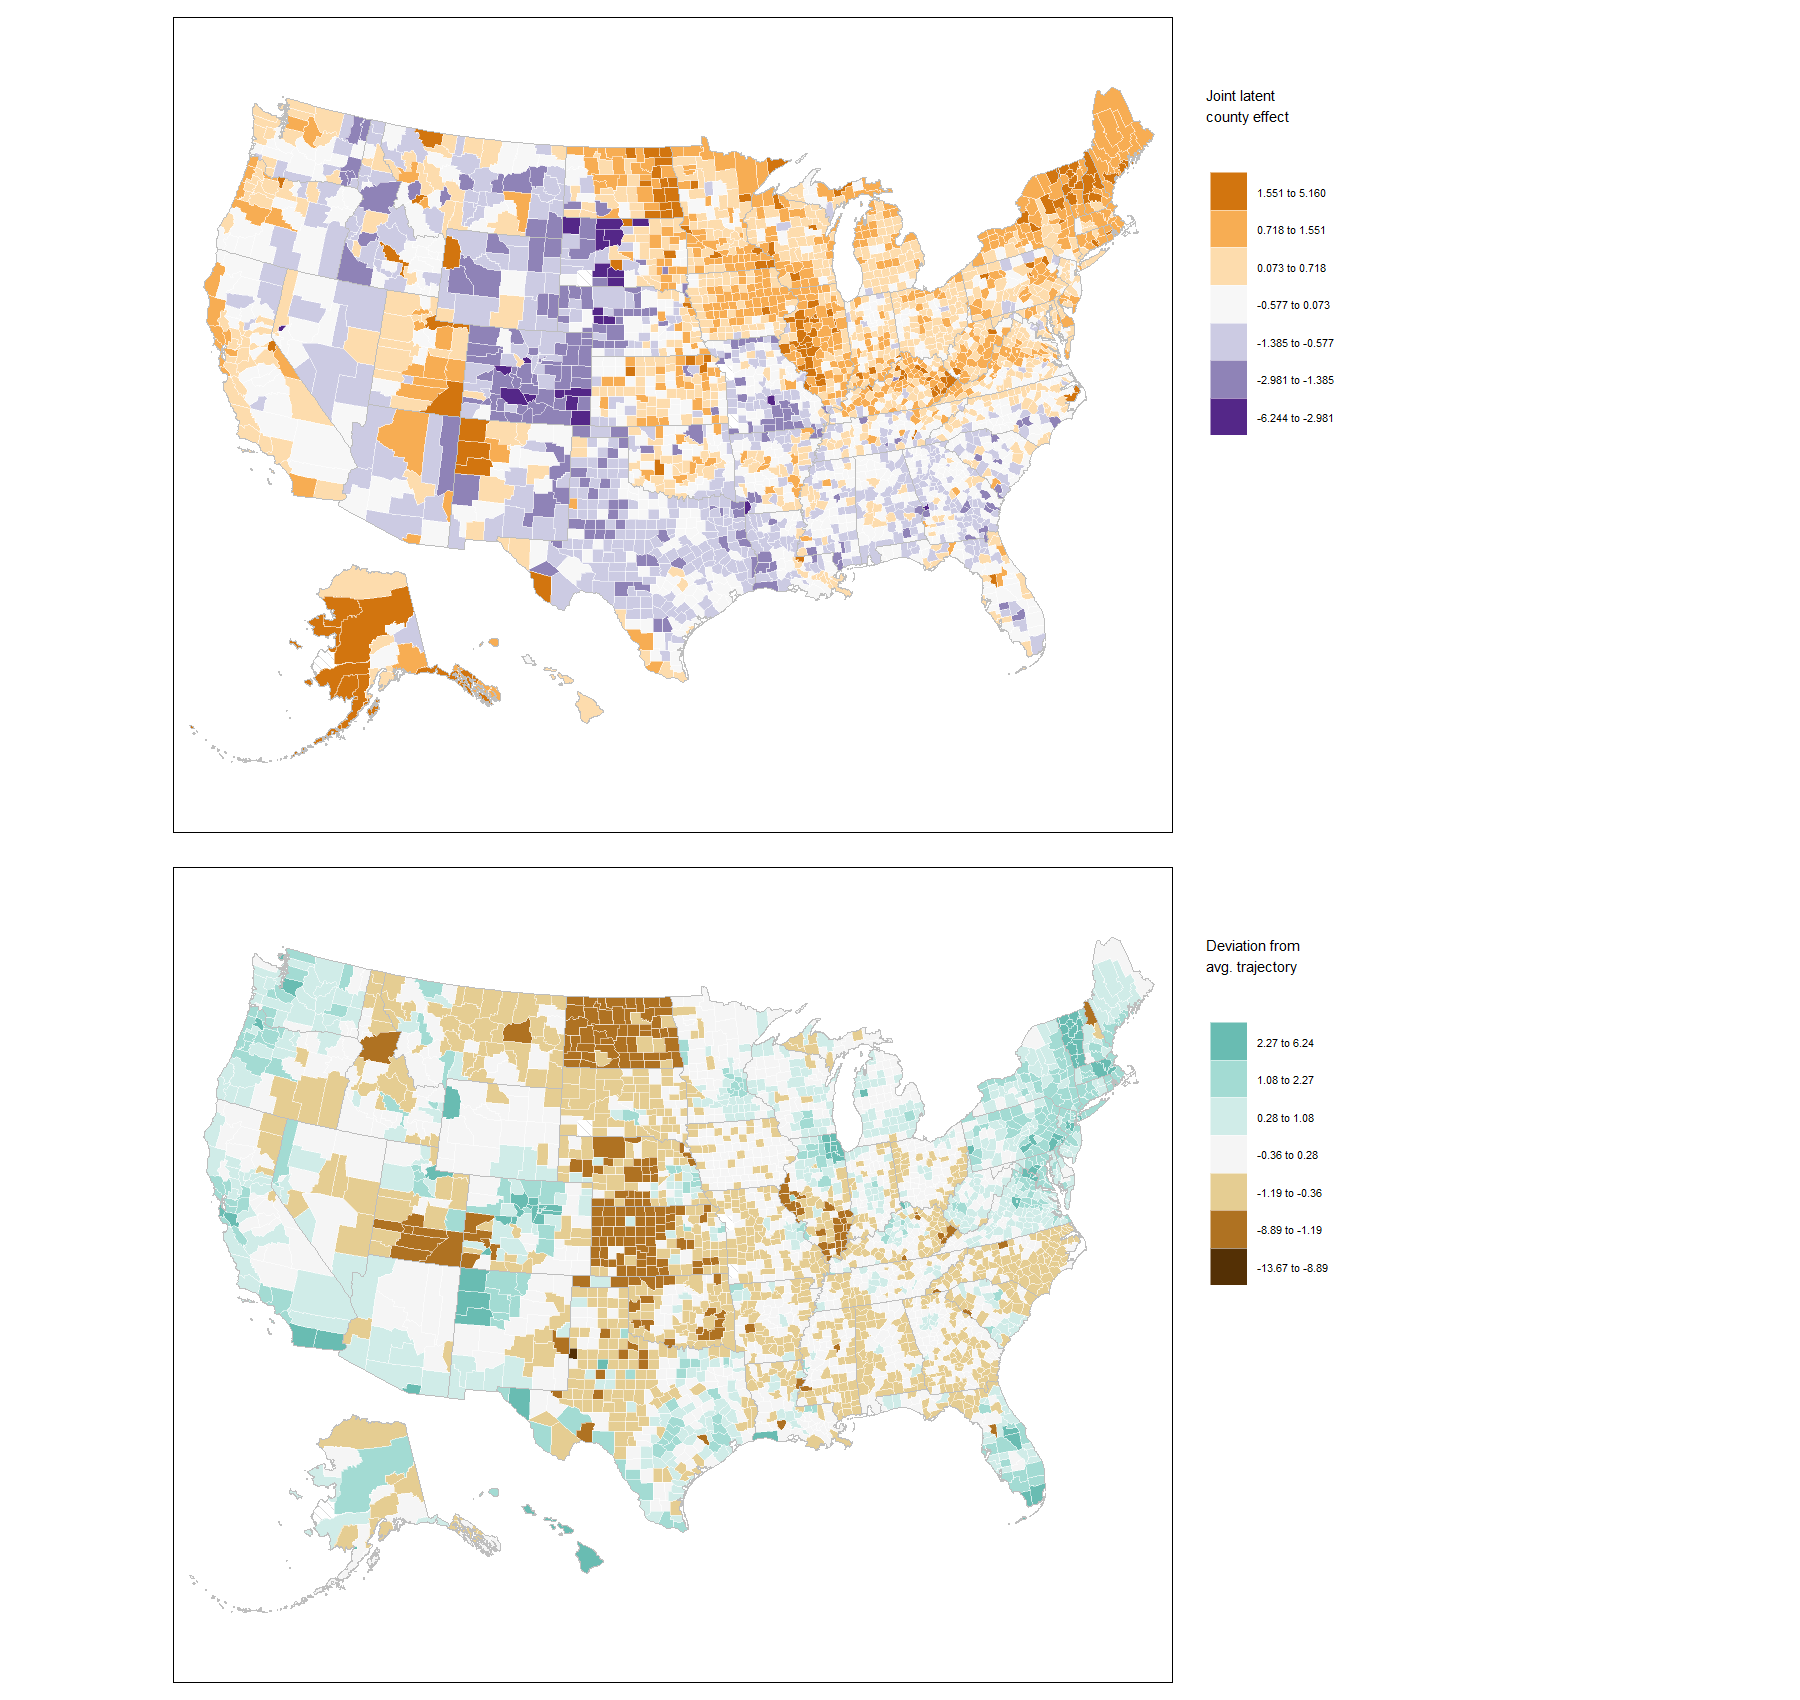 Joint latent
county effect
1.551 to 5.160
0.718 to 1.551
0.073 to 0.718
-0.577 to 0.073
-1.385 to -0.577
-2.981 to -1.385
-6.244 to -2.981
Deviation from
avg. trajectory
2.27 to 6.24
1.08 to 2.27
0.28 to 1.08
-0.36 to 0.28
-1.19 to -0.36
-8.89 to -1.19
-13.67 to -8.89